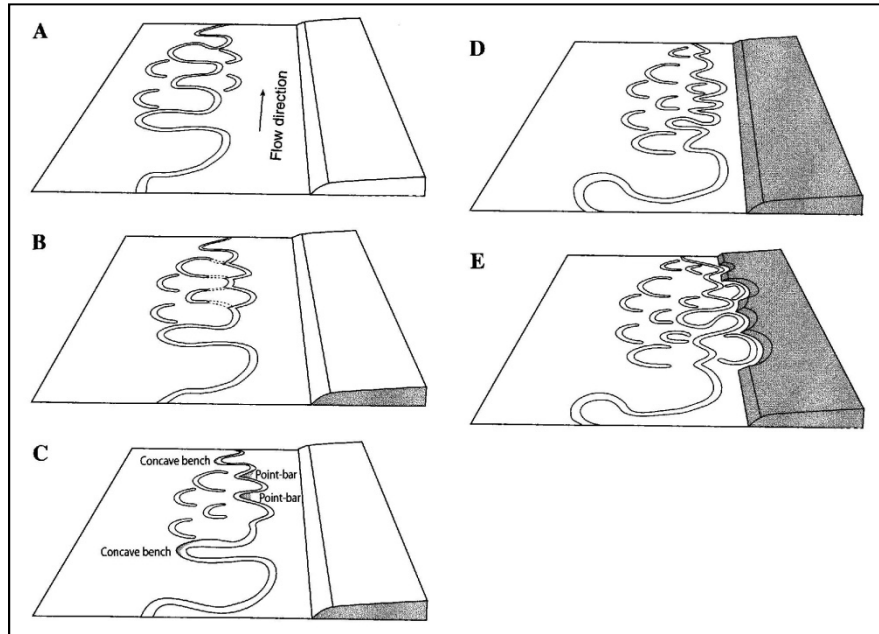 A
Flow direction
B
C
Concave bench
Point-bar
Point-bar
Concave bench
D
E